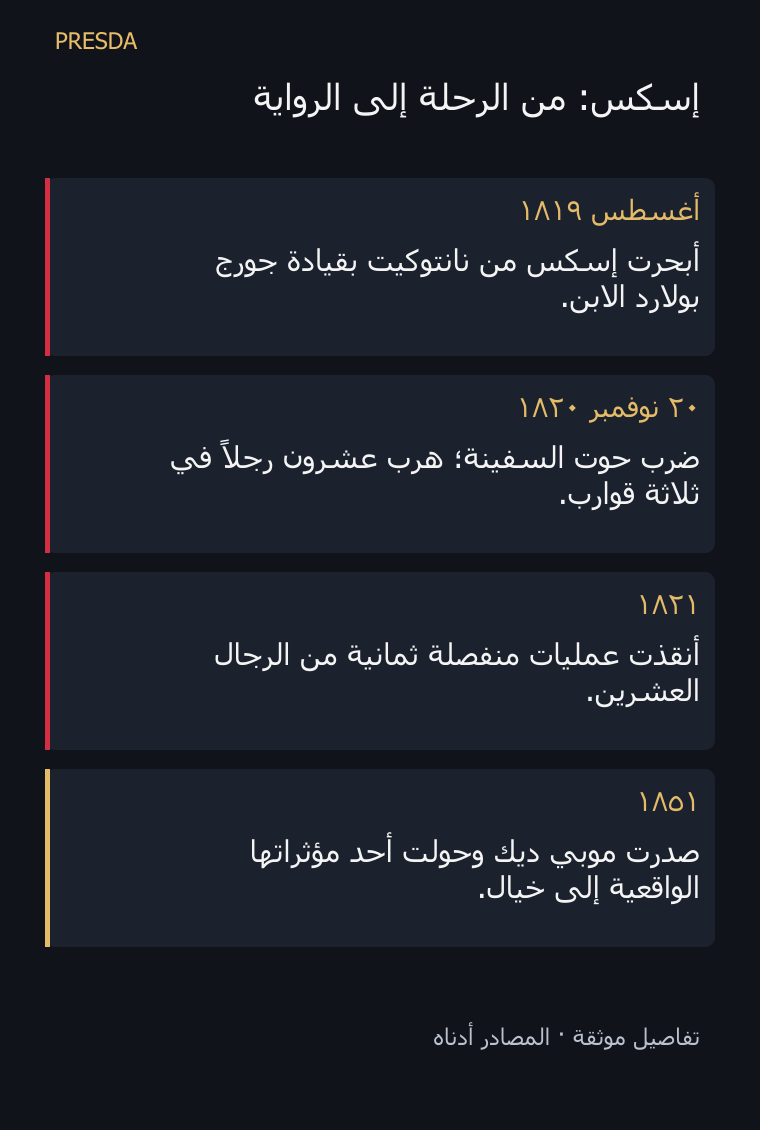 PRESDA
إسكس: من الرحلة إلى الرواية
أغسطس ١٨١٩
أبحرت إسكس من نانتوكيت بقيادة جورج
بولارد الابن.
٢٠ نوفمبر ١٨٢٠
ضرب حوت السفينة؛ هرب عشرون رجلاً في
ثلاثة قوارب.
١٨٢١
أنقذت عمليات منفصلة ثمانية من الرجال
العشرين.
١٨٥١
صدرت موبي ديك وحولت أحد مؤثراتها
الواقعية إلى خيال.
تفاصيل موثقة · المصادر أدناه